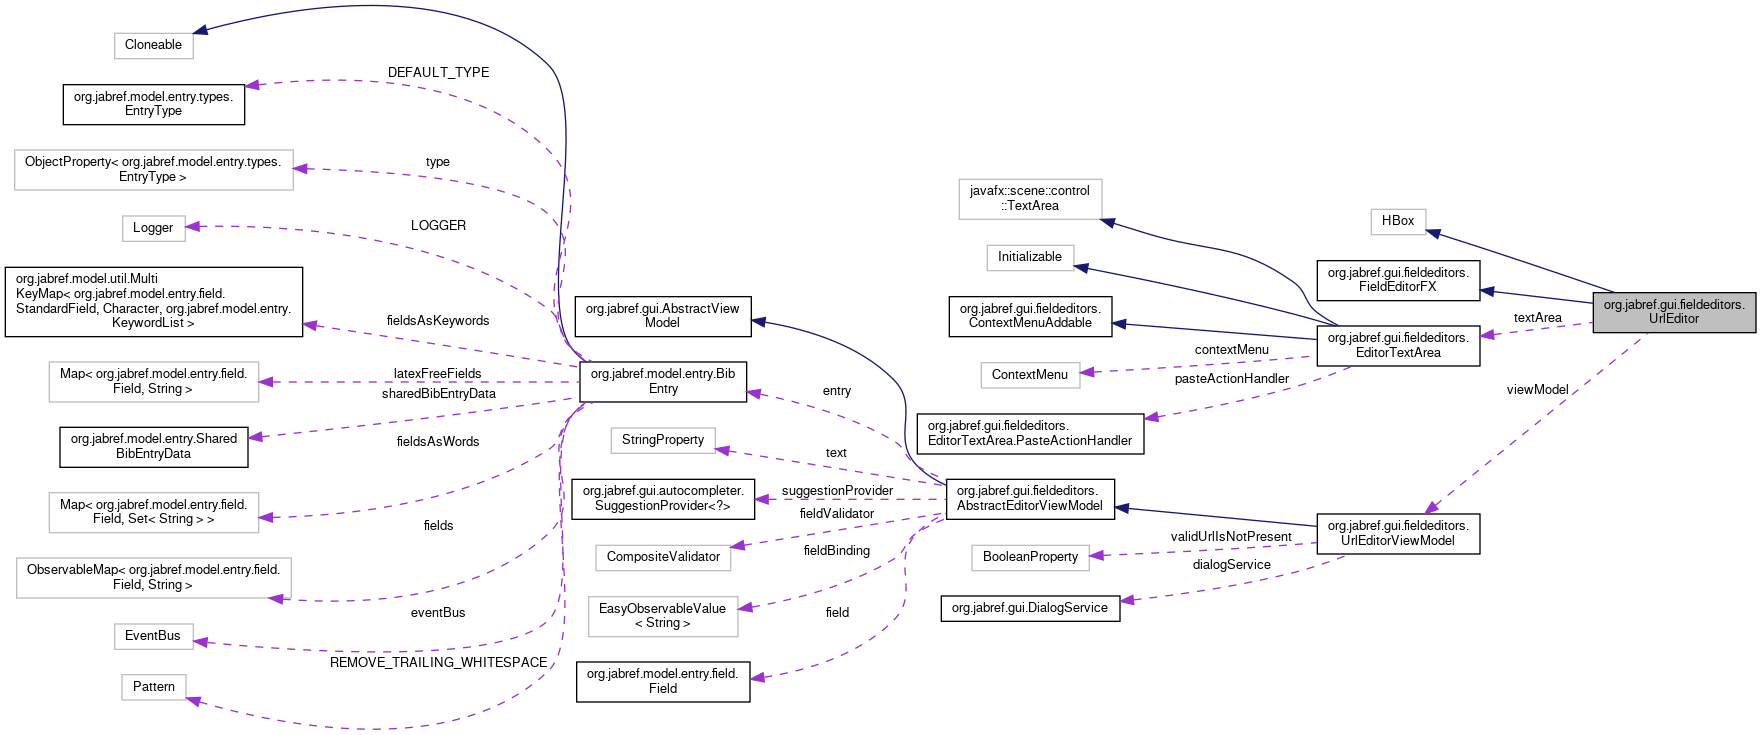 Cloneable
DEFAULT_TYPE
org.jabref.model.entry.types.
EntryType
ObjectProperty< org.jabref.model.entry.types.
EntryType >
type
Logger
LOGGER
org.jabref.model.util.Multi
KeyMap< org.jabref.model.entry.field.
StandardField, Character, org.jabref.model.entry.
KeywordList >
fieldsAsKeywords
Map< org.jabref.model.entry.field.
Field, String >
latexFreeFields
sharedBibEntryData
org.jabref.model.entry.Shared
BibEntryData
fieldsAsWords
Map< org.jabref.model.entry.field.
Field, Set< String > >
fields
ObservableMap< org.jabref.model.entry.field.
Field, String >
eventBus
EventBus
REMOVE_TRAILING_WHITESPACE
Pattern
org.jabref.gui.AbstractView
Model
org.jabref.model.entry.Bib
Entry
entry
StringProperty
text
org.jabref.gui.autocompleter.
SuggestionProvider<?>
suggestionProvider
fieldValidator
CompositeValidator
fieldBinding
EasyObservableValue
< String >
field
org.jabref.model.entry.field.
Field
javafx::scene::control
::TextArea
Initializable
org.jabref.gui.fieldeditors.
ContextMenuAddable
ContextMenu
contextMenu
pasteActionHandler
org.jabref.gui.fieldeditors.
EditorTextArea.PasteActionHandler
org.jabref.gui.fieldeditors.
AbstractEditorViewModel
validUrlIsNotPresent
BooleanProperty
dialogService
org.jabref.gui.DialogService
HBox
org.jabref.gui.fieldeditors.
FieldEditorFX
org.jabref.gui.fieldeditors.
EditorTextArea
textArea
viewModel
org.jabref.gui.fieldeditors.
UrlEditorViewModel
org.jabref.gui.fieldeditors.
UrlEditor